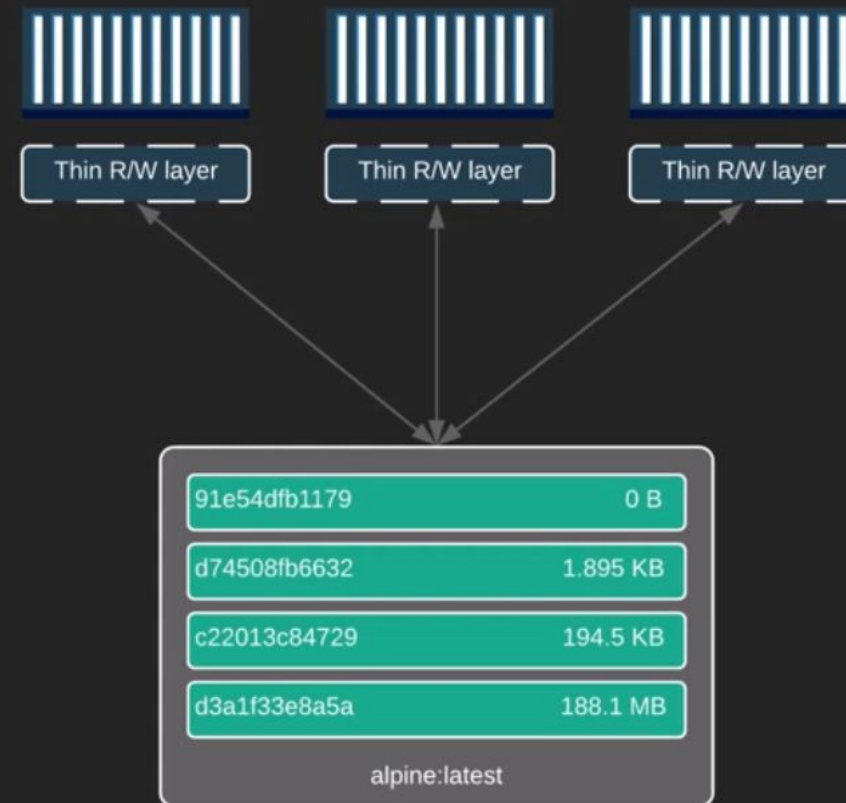 Thin R/W layer Thin R/W layer Thin R/W layer
91e54dfb1179 0 B
d74508fb6632 1.895 KB
c22013c84729 194.5 KB
d3a1f33e8a5a 188.1 MB
alpine:latest